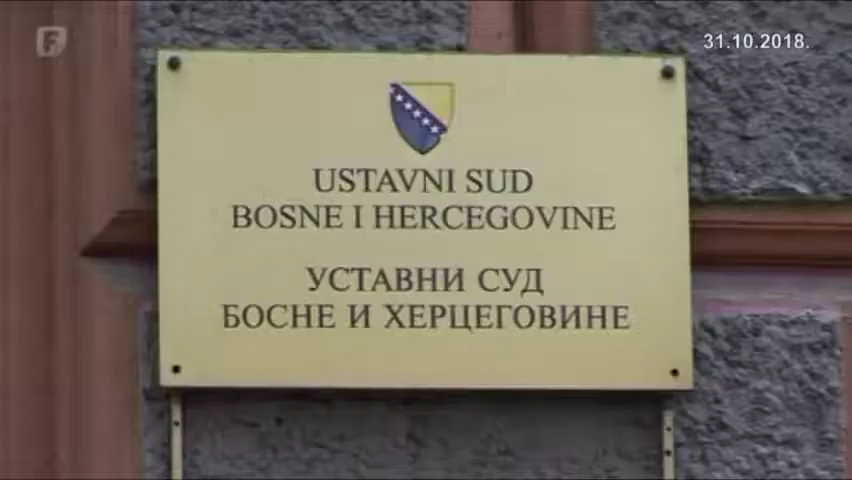 31.10.2018.
USTAVNI SUD
BOSNE I HERCEGOVINE
УСТАВНИ СУД
БОСНЕ И ХЕРЦЕГОВИНЕ